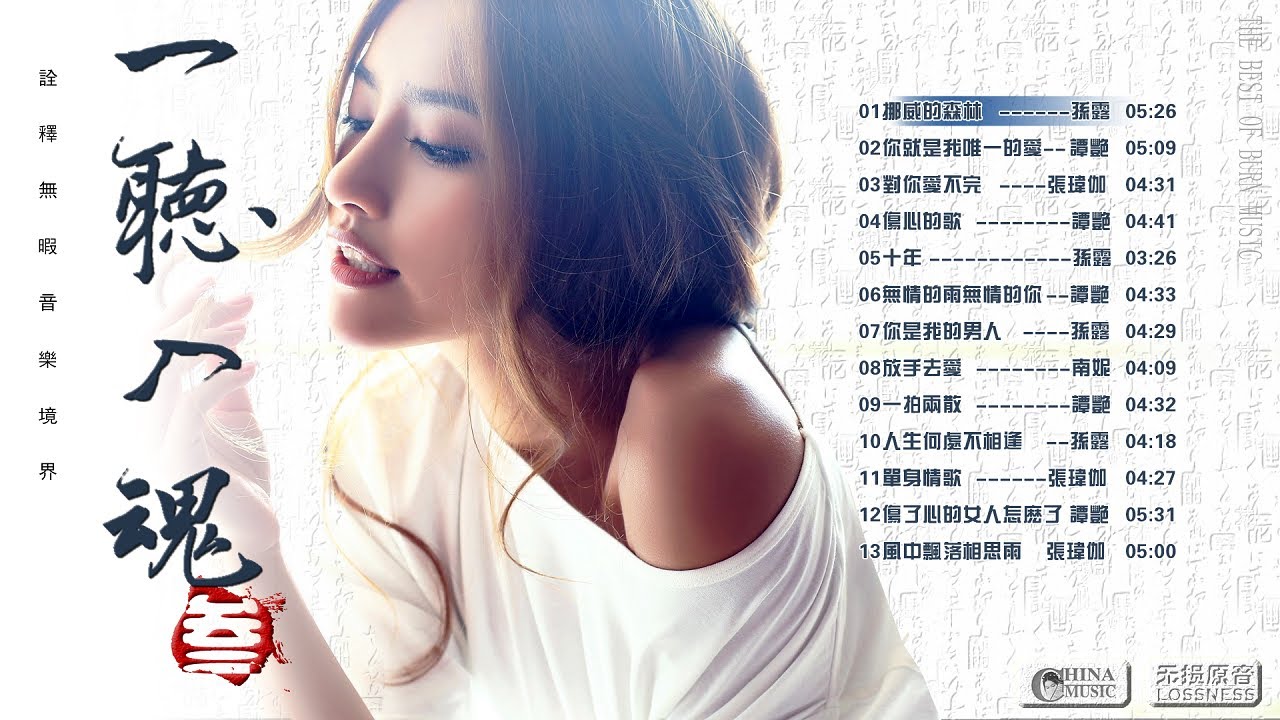 詮釋無暇音樂境界
一聽入魂
01挪威的森林 ------孫露 05:26
02你就是我唯一的愛--譚艷 05:09
03對你愛不完 ----張瑋伽 04:31
04傷心的歌 --------譚艷 04:41
05十年 ------------孫露 03:26
06無情的雨無情的你--譚艷 04:33
07你是我的男人 ----孫露 04:29
08放手去愛 --------南妮 04:09
09一拍兩散 --------譚艷 04:32
10人生何處不相逢 --孫露 04:18
11單身情歌 ------張瑋伽 04:27
12傷了心的女人怎麽了 譚艷 05:31
13風中飄落相思雨 張瑋伽 05:00
CHINA
MUSIC
无损原音
LOSSNESS